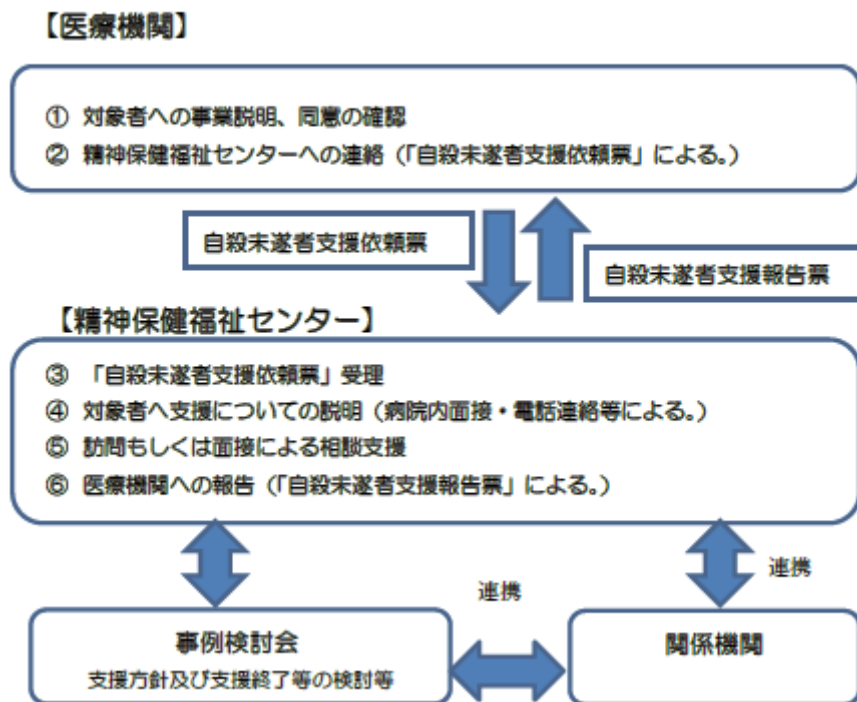 【医療機関】
① 対象者への事業説明、同意の確認
② 精神保健福祉センターへの連絡（「自殺未遂者支援依頼票」による。）
自殺未遂者支援依頼票
自殺未遂者支援報告票
【精神保健福祉センター】
③ 「自殺未遂者支援依頼票」受理
④ 対象者へ支援についての説明（病院内面接・電話連絡等による。）
⑤ 訪問もしくは面接による相談支援
⑥ 医療機関への報告（「自殺未遂者支援報告票」による。）
連携
連携
事例検討会
支援方針及び支援終了等の検討等
関係機関